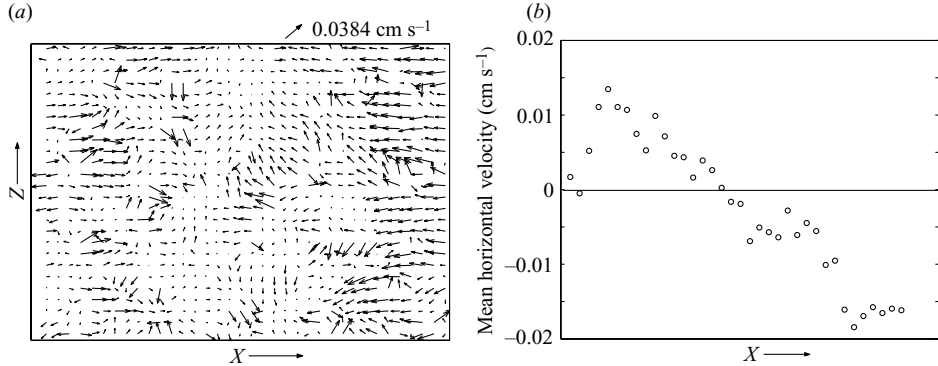 (a)
0.0384 cm s⁻¹
Z
X
(b)
Mean horizontal velocity (cm s⁻¹)
0.02
0.01
0
–0.01
–0.02
X